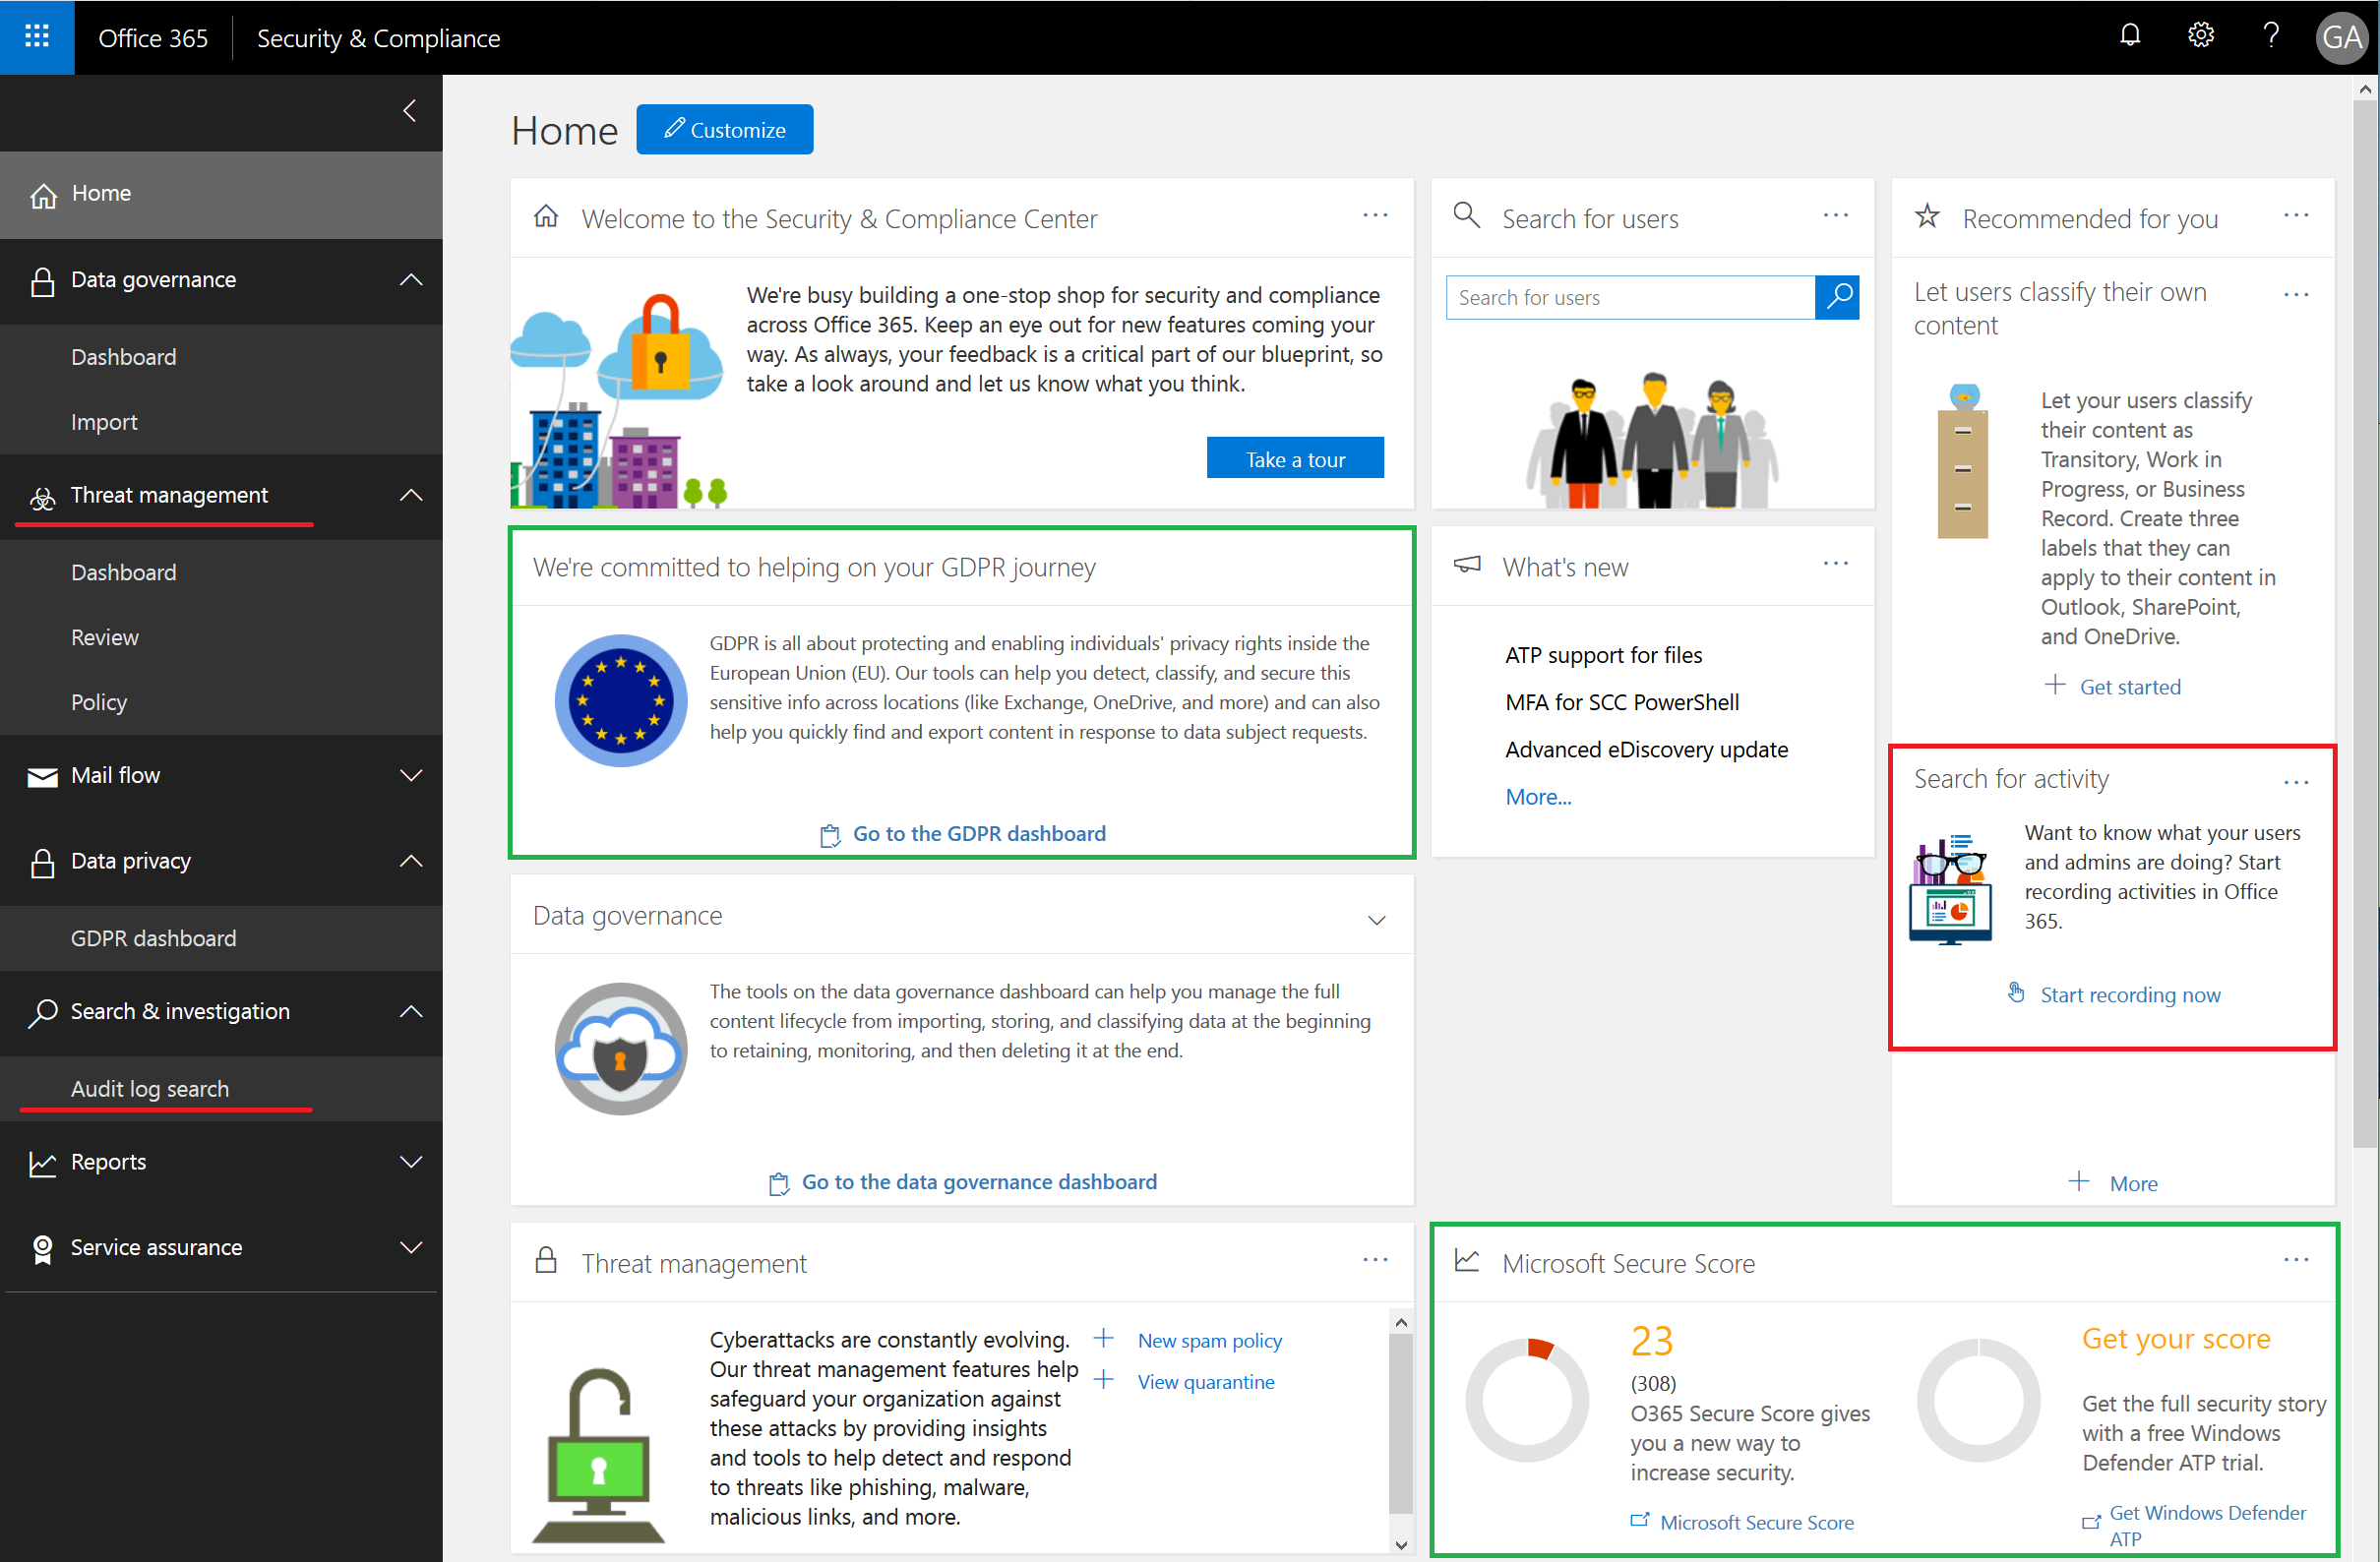 Office 365
Security & Compliance
GA
Home
Data governance
Dashboard
Import
Threat management
Dashboard
Review
Policy
Mail flow
Data privacy
GDPR dashboard
Search & investigation
Audit log search
Reports
Service assurance
Home
Customize
Welcome to the Security & Compliance Center
We're busy building a one-stop shop for security and compliance
across Office 365. Keep an eye out for new features coming your
way. As always, your feedback is a critical part of our blueprint, so
take a look around and let us know what you think.
Take a tour
Search for users
Search for users
Recommended for you
Let users classify their own
content
Let your users classify
their content as
Transitory, Work in
Progress, or Business
Record. Create three
labels that they can
apply to their content in
Outlook, SharePoint,
and OneDrive.
Get started
We're committed to helping on your GDPR journey
GDPR is all about protecting and enabling individuals' privacy rights inside the
European Union (EU). Our tools can help you detect, classify, and secure this
sensitive info across locations (like Exchange, OneDrive, and more) and can also
help you quickly find and export content in response to data subject requests.
Go to the GDPR dashboard
What's new
ATP support for files
MFA for SCC PowerShell
Advanced eDiscovery update
More...
Search for activity
Want to know what your users
and admins are doing? Start
recording activities in Office
365.
Start recording now
More
Data governance
The tools on the data governance dashboard can help you manage the full
content lifecycle from importing, storing, and classifying data at the beginning
to retaining, monitoring, and then deleting it at the end.
Go to the data governance dashboard
Threat management
Cyberattacks are constantly evolving.
Our threat management features help
safeguard your organization against
these attacks by providing insights
and tools to help detect and respond
to threats like phishing, malware,
malicious links, and more.
New spam policy
View quarantine
Microsoft Secure Score
23
(308)
O365 Secure Score gives
you a new way to
increase security.
Microsoft Secure Score
Get your score
Get the full security story
with a free Windows
Defender ATP trial.
Get Windows Defender
ATP